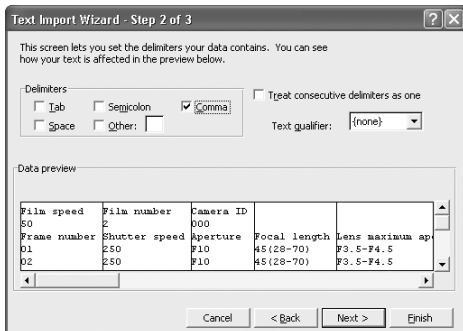 Text Import Wizard - Step 2 of 3
This screen lets you set the delimiters your data contains. You can see
how your text is affected in the preview below.
Delimiters
Tab Semicolon Comma
Space Other:
Treat consecutive delimiters as one
Text qualifier: {none}
Data preview
Film speed Film number Camera ID
50 2 000
Frame number Shutter speed Aperture Focal length Lens maximum ape
01 250 F10 45(28-70) F3.5-F4.5
02 250 F10 45(28-70) F3.5-F4.5
Cancel < Back Next > Finish